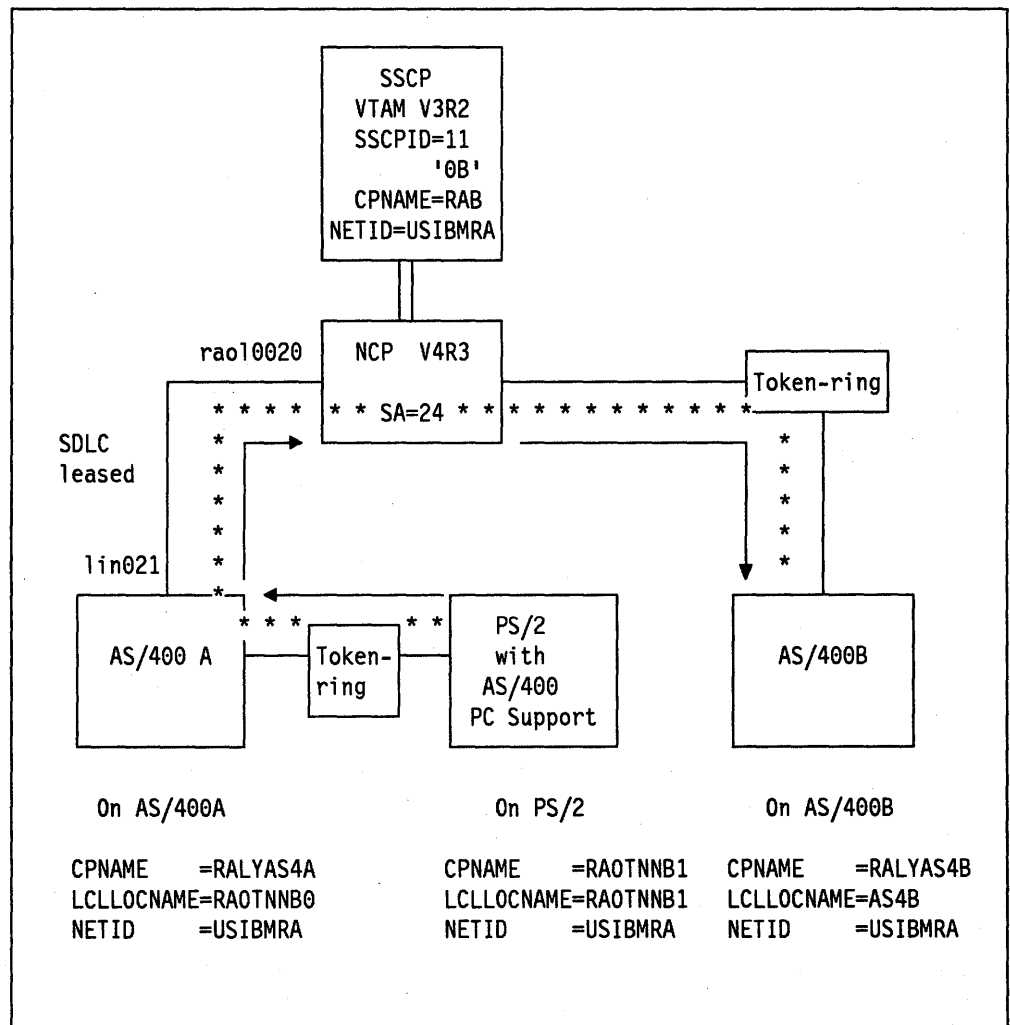 SSCP
VTAM V3R2
SSCPID=11
'0B'
CPNAME=RAB
NETID=USIBMRA
raol0020
NCP V4R3
Token-ring
* * * * * * SA=24 * * * * * * * * * * *
SDLC
leased
lin021
AS/400 A
Token-
ring
PS/2
with
AS/400
PC Support
AS/400B
On AS/400A
CPNAME =RALYAS4A
LCLLOCNAME=RAOTNNB0
NETID =USIBMRA
On PS/2
CPNAME =RAOTNNB1
LCLLOCNAME=RAOTNNB1
NETID =USIBMRA
On AS/400B
CPNAME =RALYAS4B
LCLLOCNAME=AS4B
NETID =USIBMRA